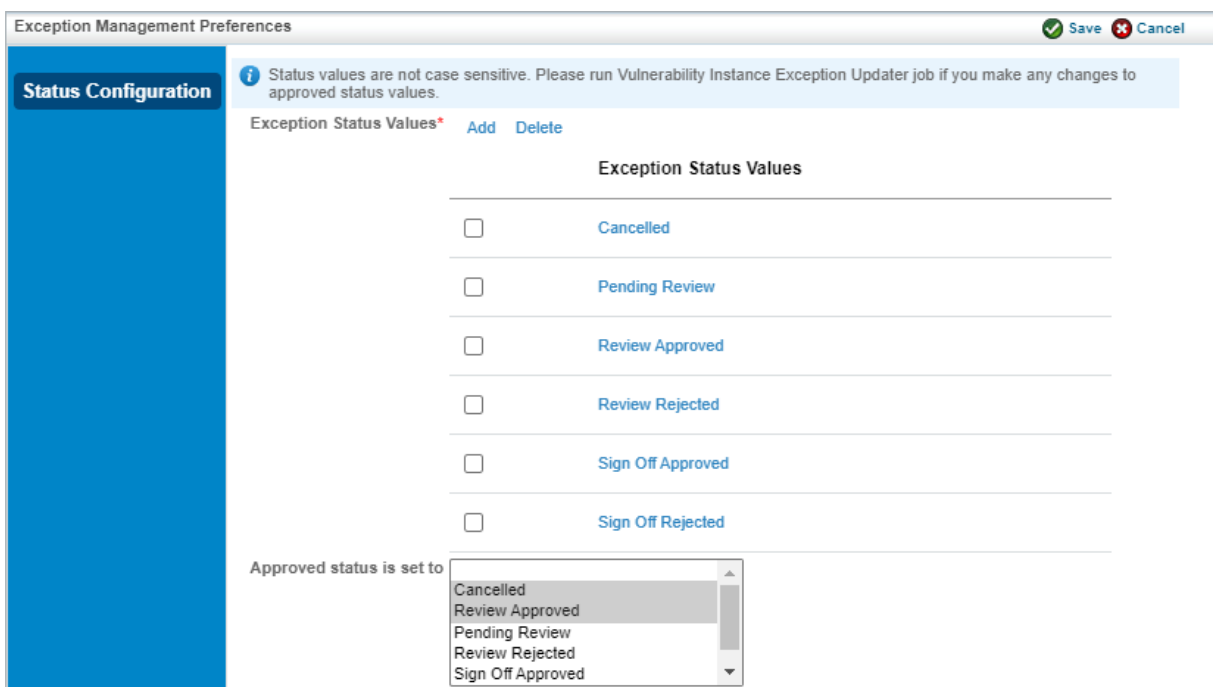 Exception Management Preferences
Save Cancel
Status Configuration
Status values are not case sensitive. Please run Vulnerability Instance Exception Updater job if you make any changes to
approved status values.
Exception Status Values* Add Delete
Exception Status Values
Cancelled
Pending Review
Review Approved
Review Rejected
Sign Off Approved
Sign Off Rejected
Approved status is set to
Cancelled
Review Approved
Pending Review
Review Rejected
Sign Off Approved